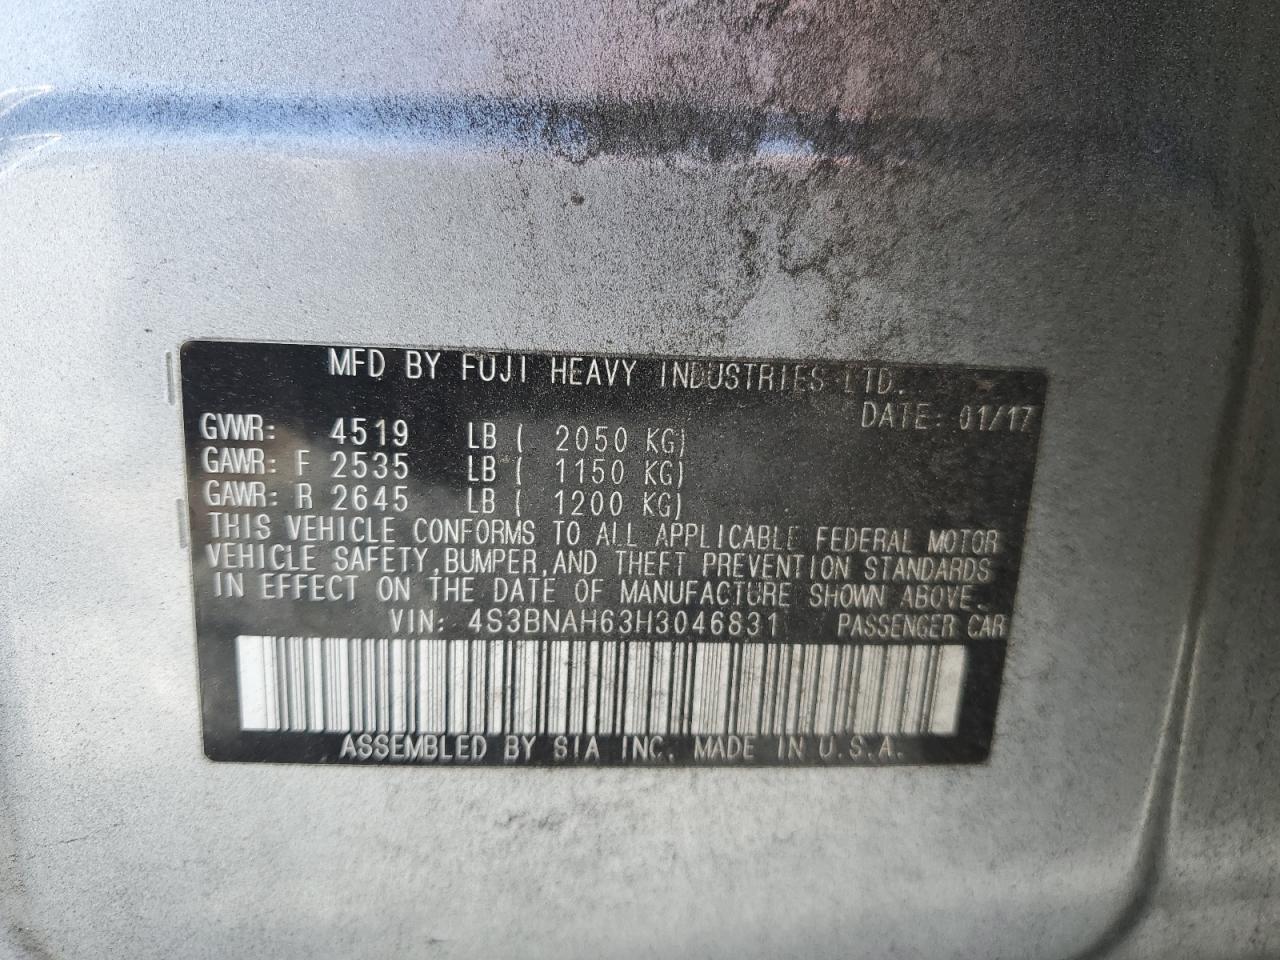 MFD BY FUJI HEAVY INDUSTRIES LTD.
DATE: 01/17
GVWR: 4519 LB ( 2050 KG)
GAWR: F 2535 LB ( 1150 KG)
GAWR: R 2645 LB ( 1200 KG)
THIS VEHICLE CONFORMS TO ALL APPLICABLE FEDERAL MOTOR
VEHICLE SAFETY,BUMPER,AND THEFT PREVENTION STANDARDS
IN EFFECT ON THE DATE OF MANUFACTURE SHOWN ABOVE.
VIN: 4S3BNAH63H3046831 PASSENGER CAR
ASSEMBLED BY SIA INC. MADE IN U.S.A.